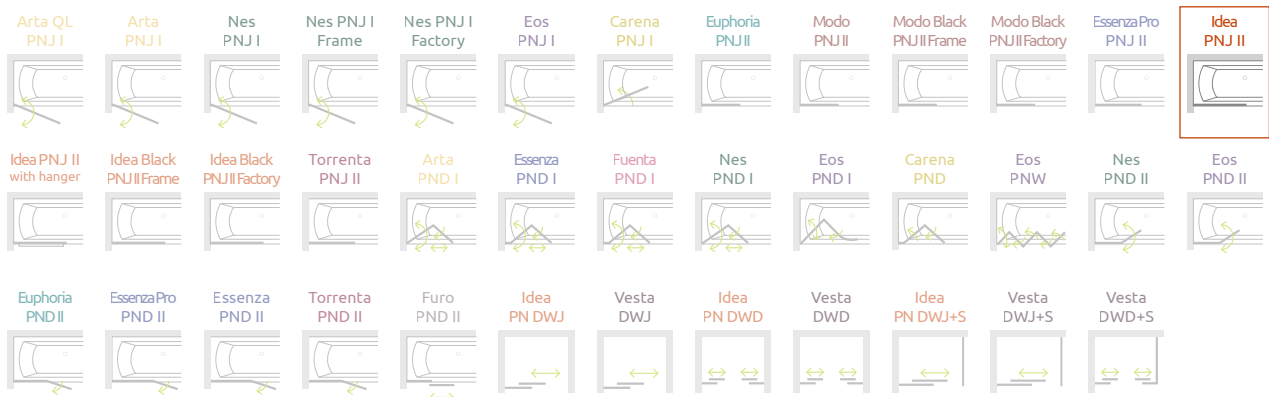 Arta QL
PNJ I
Arta
PNJ I
Nes
PNJ I
Nes PNJ I
Frame
Nes PNJ I
Factory
Eos
PNJ I
Carena
PNJ I
Euphoria
PNJ II
Modo
PNJ II
Modo Black
PNJ II Frame
Modo Black
PNJ II Factory
Essenza Pro
PNJ II
Idea
PNJ II
Idea PNJ II
with hanger
Idea Black
PNJ II Frame
Idea Black
PNJ II Factory
Torrenta
PNJ II
Arta
PND I
Essenza
PND I
Fuenta
PND I
Nes
PND I
Eos
PND I
Carena
PND
Eos
PNW
Nes
PND II
Eos
PND II
Euphoria
PND II
Essenza Pro
PND II
Essenza
PND II
Torrenta
PND II
Furo
PND II
Idea
PN DWJ
Vesta
DWJ
Idea
PN DWD
Vesta
DWD
Idea
PN DWJ+S
Vesta
DWJ+S
Vesta
DWD+S